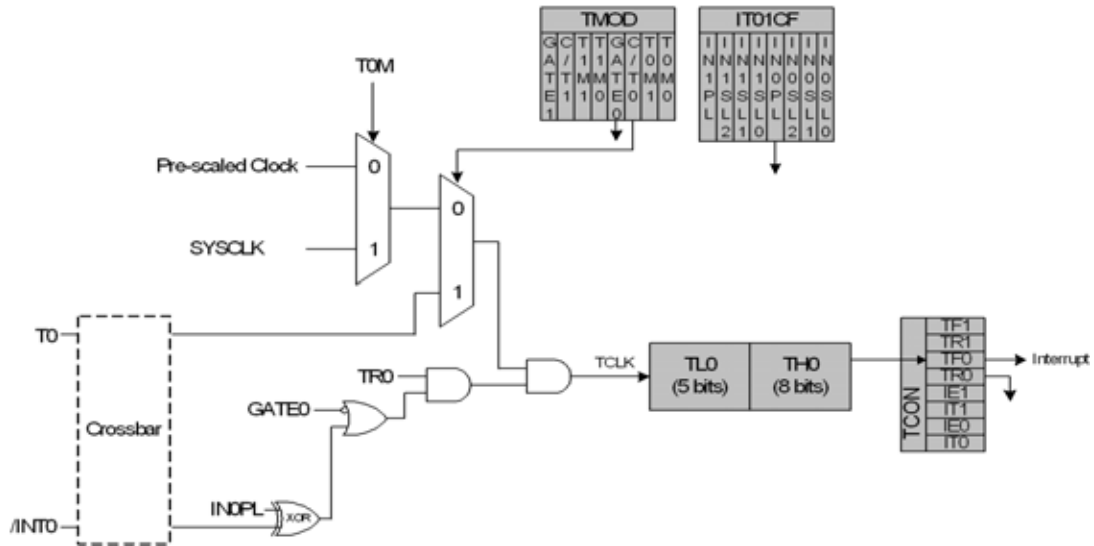 TMOD
GATE1
C/T1
T1M1
T1M0
GATE0
C/T0
T0M1
T0M0
IT01CF
IN1PL
IN1SL2
IN1SL1
IN1SL0
IN0PL
IN0SL2
IN0SL1
IN0SL0
T0M
Pre-scaled Clock
0
SYSCLK
1
0
1
T0
Crossbar
/INT0
TR0
GATE0
IN0PL
XOR
TCLK
TL0
(5 bits)
TH0
(8 bits)
TCON
TF1
TR1
TF0
TR0
IE1
IT1
IE0
IT0
Interrupt